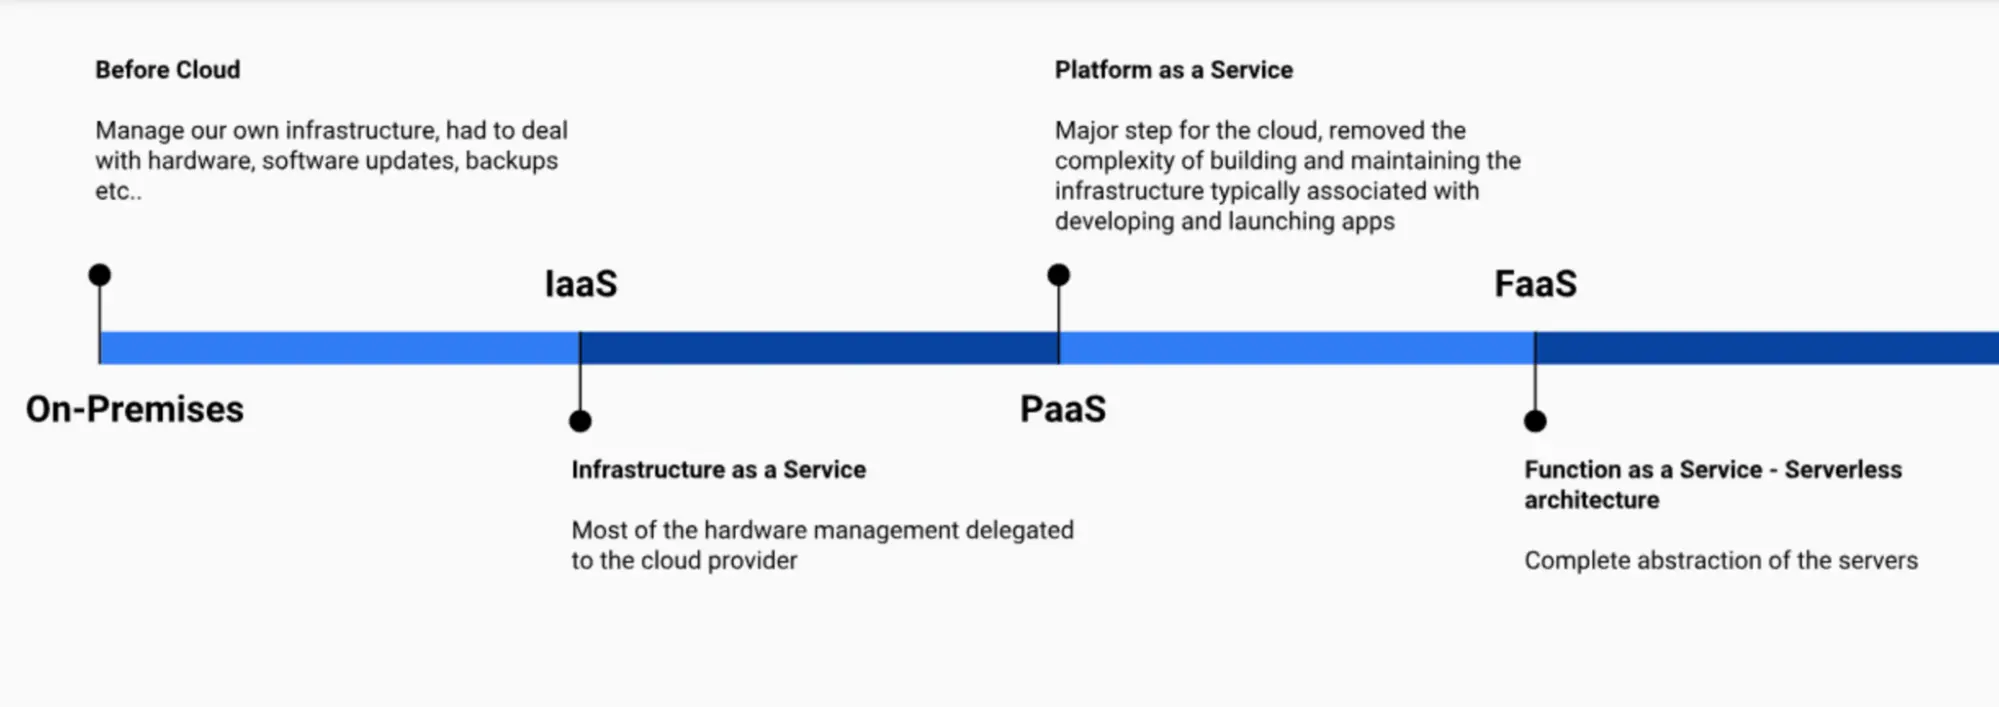 Before Cloud
Manage our own infrastructure, had to deal
with hardware, software updates, backups
etc..
On-Premises
IaaS
Infrastructure as a Service
Most of the hardware management delegated
to the cloud provider
Platform as a Service
Major step for the cloud, removed the
complexity of building and maintaining the
infrastructure typically associated with
developing and launching apps
PaaS
FaaS
Function as a Service - Serverless
architecture
Complete abstraction of the servers